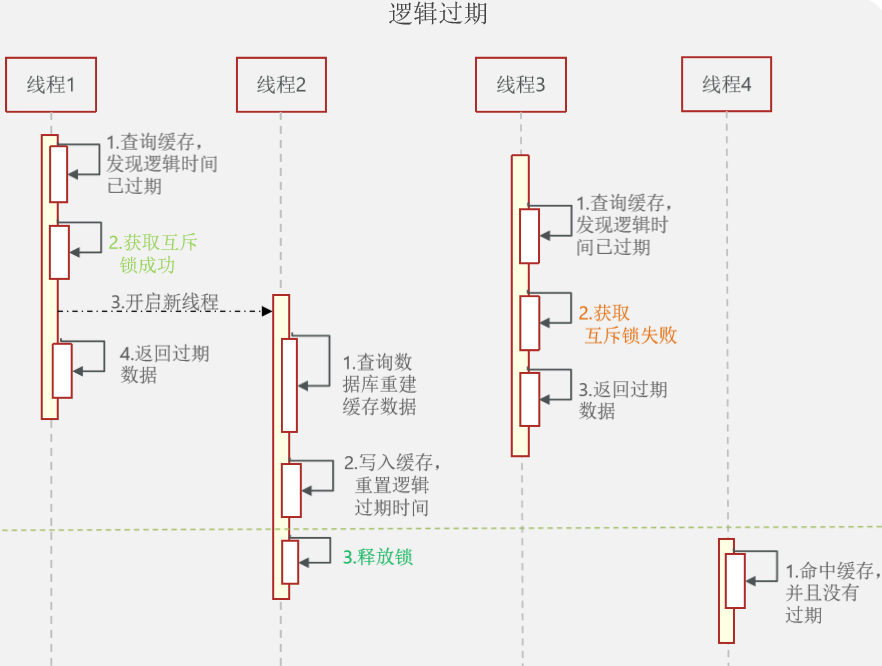 逻辑过期
线程1
线程2
线程3
线程4
1.查询缓存，
发现逻辑时间
已过期
2.获取互斥
锁成功
3.开启新线程
4.返回过期
数据
1.查询数
据库重建
缓存数据
2.写入缓存，
重置逻辑
过期时间
3.释放锁
1.查询缓存，
发现逻辑时
间已过期
2.获取
互斥锁失败
3.返回过期
数据
1.命中缓存，
并且没有
过期